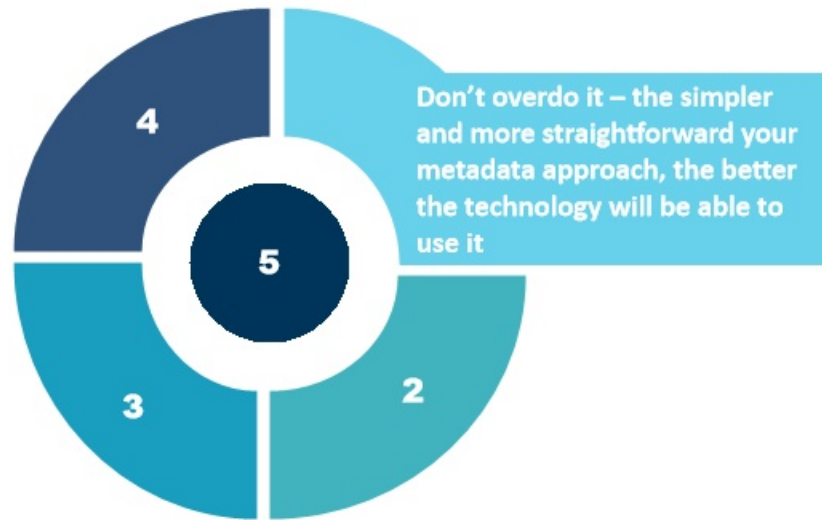 4
Don't overdo it – the simpler
and more straightforward your
metadata approach, the better
the technology will be able to
use it
5
3
2